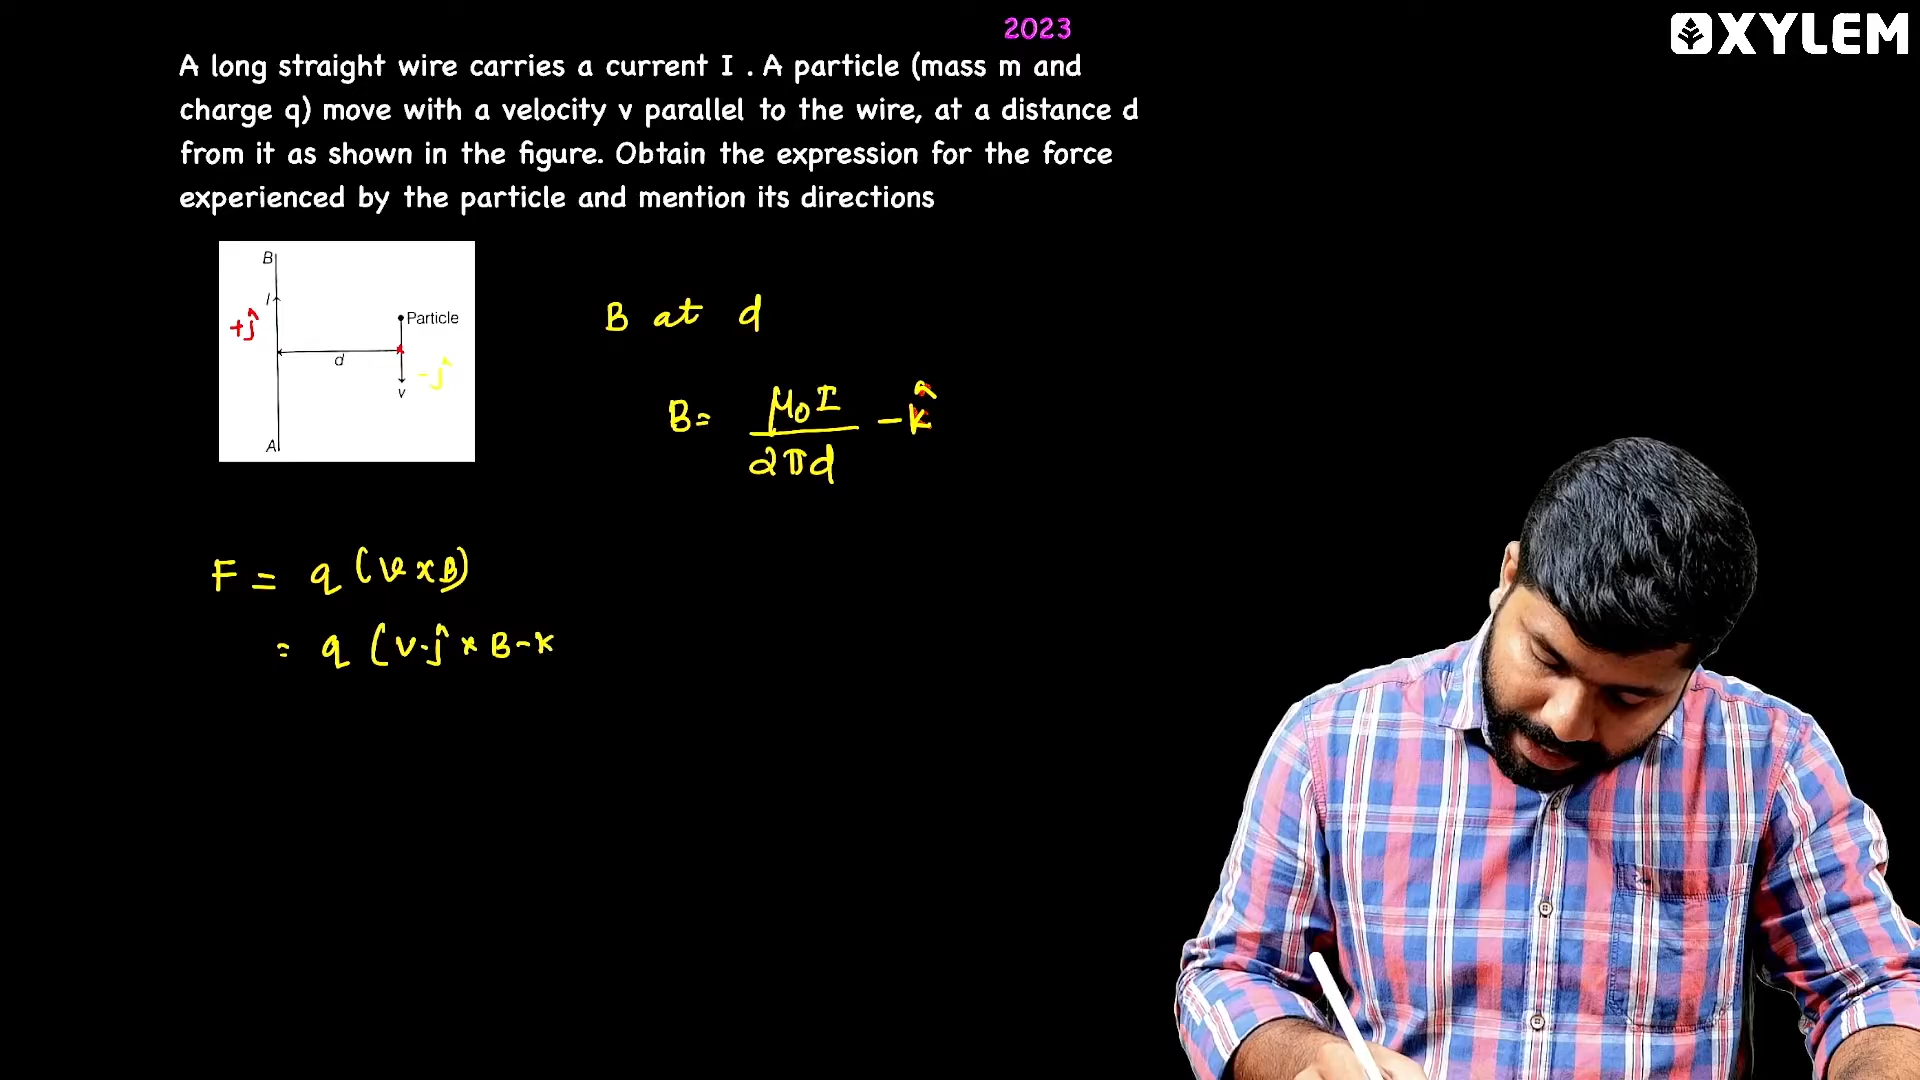 2023
XYLEM
A long straight wire carries a current I . A particle (mass m and
charge q) move with a velocity v parallel to the wire, at a distance d
from it as shown in the figure. Obtain the expression for the force
experienced by the particle and mention its directions
B
I
+ĵ
Particle
d
-ĵ
v
A
B at d
B= μ₀I / 2πd -k̂
F = q (v×B)
= q (v-ĵ × B-k